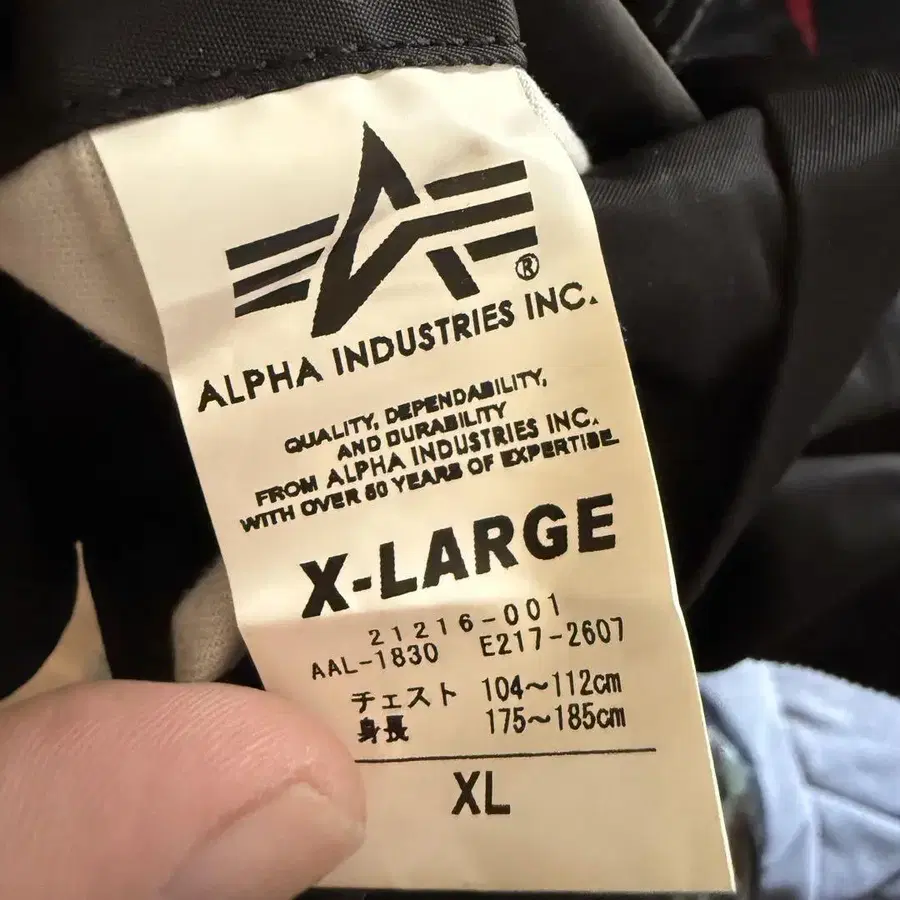 ®
ALPHA INDUSTRIES INC.
QUALITY, DEPENDABILITY,
AND DURABILITY
FROM ALPHA INDUSTRIES INC.
WITH OVER 50 YEARS OF EXPERTISE.
X-LARGE
21216-001
AAL-1830 E217-2607
チェスト 104〜112cm
身長 175〜185cm
XL